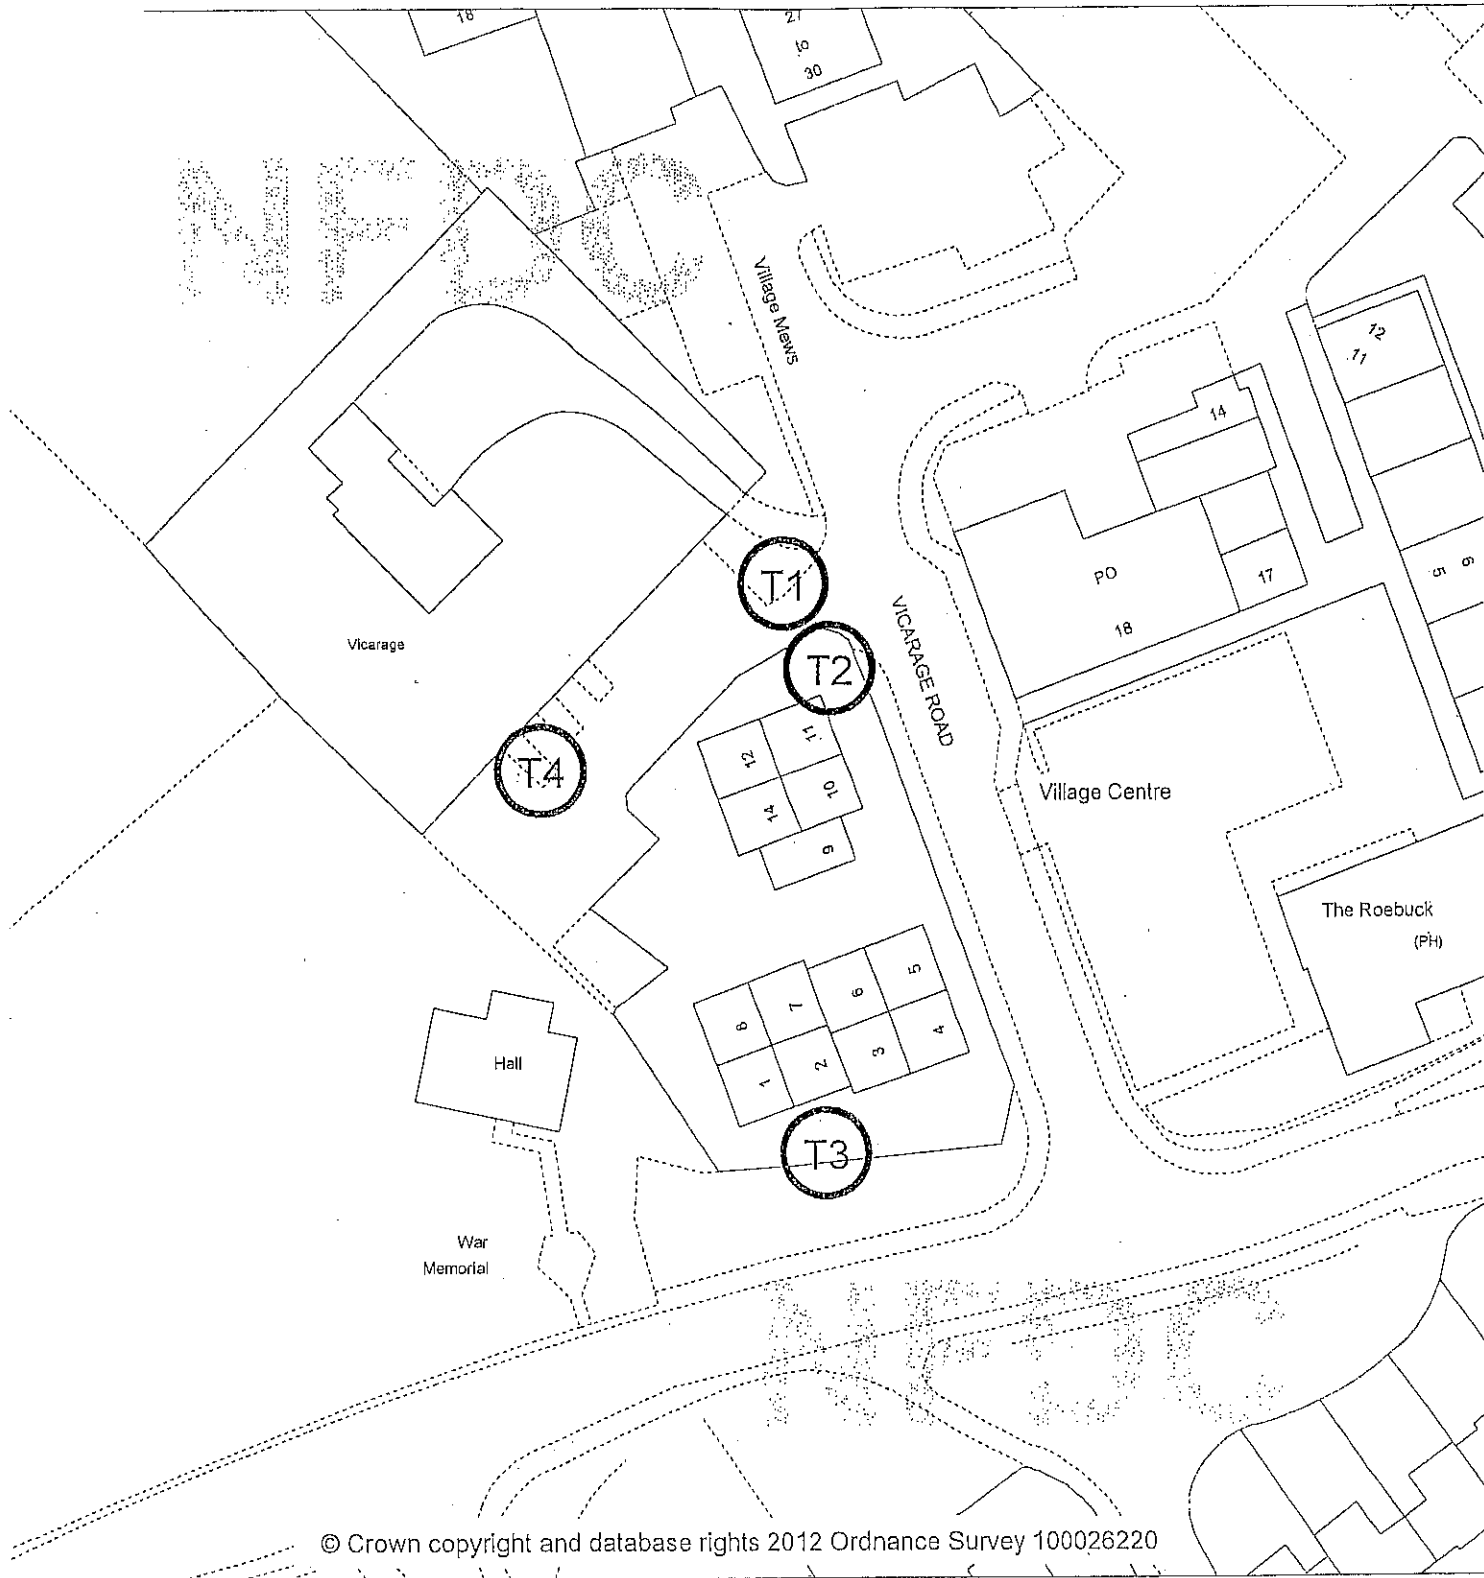 18
27
to
30
NFDC
Village Mews
12
11
14
PO
17
18
5
6
T1
VICARAGE ROAD
Vicarage
T2
11
12
10
14
9
T4
Village Centre
The Roebuck
(PH)
5
6
7
8
4
3
2
1
Hall
T3
War
Memorial
NFDC
© Crown copyright and database rights 2012 Ordnance Survey 100026220